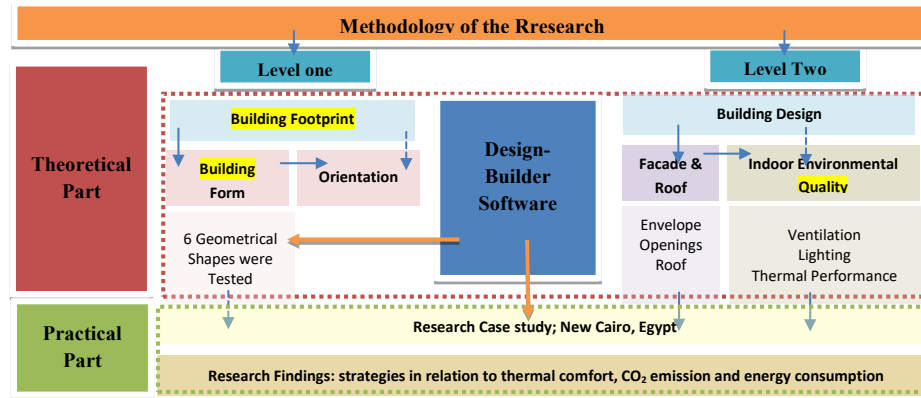 Methodology of the Rresearch
Level one
Level Two
Theoretical
Part
Building Footprint
Building
Form
Orientation
6 Geometrical
Shapes were
Tested
Design-
Builder
Software
Building Design
Facade &
Roof
Indoor Environmental
Quality
Envelope
Openings
Roof
Ventilation
Lighting
Thermal Performance
Practical
Part
Research Case study; New Cairo, Egypt
Research Findings: strategies in relation to thermal comfort, CO₂ emission and energy consumption